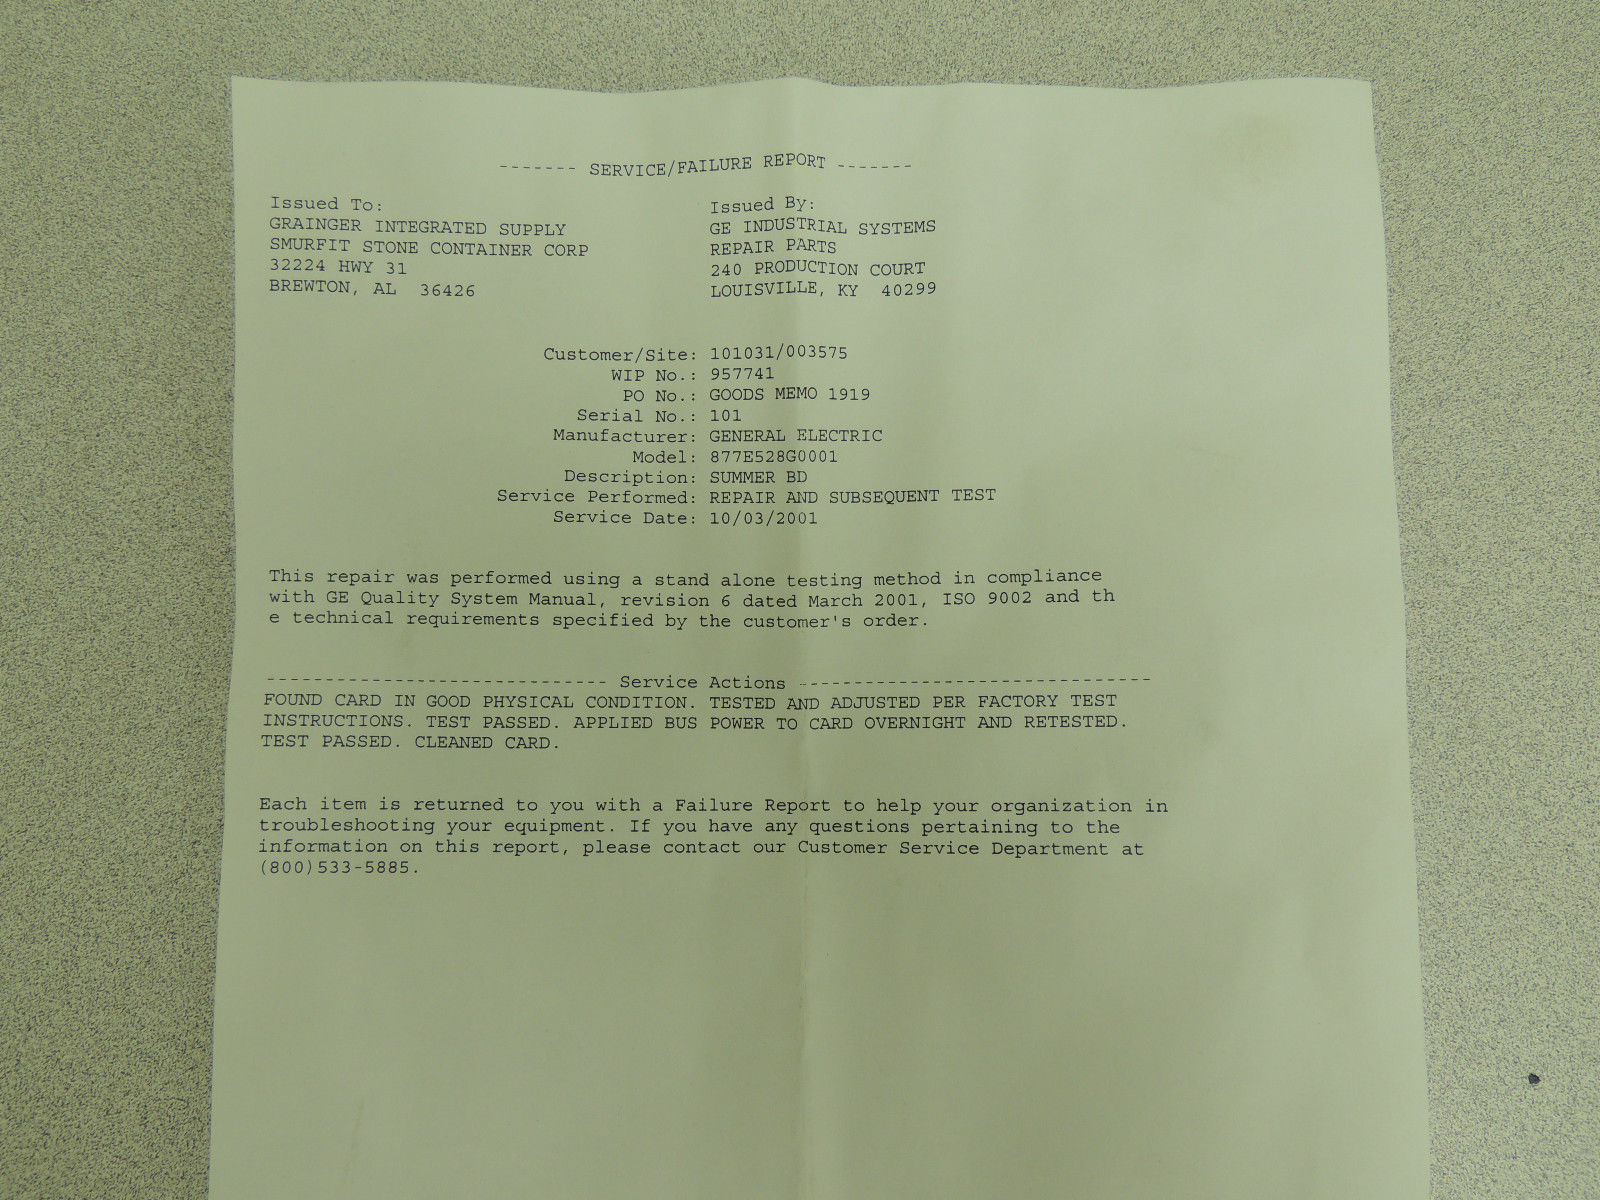 ------- SERVICE/FAILURE REPORT -------
Issued To:
GRAINGER INTEGRATED SUPPLY
SMURFIT STONE CONTAINER CORP
32224 HWY 31
BREWTON, AL  36426
Issued By:
GE INDUSTRIAL SYSTEMS
REPAIR PARTS
240 PRODUCTION COURT
LOUISVILLE, KY  40299
Customer/Site: 101031/003575
WIP No.: 957741
PO No.: GOODS MEMO 1919
Serial No.: 101
Manufacturer: GENERAL ELECTRIC
Model: 877E528G0001
Description: SUMMER BD
Service Performed: REPAIR AND SUBSEQUENT TEST
Service Date: 10/03/2001
This repair was performed using a stand alone testing method in compliance
with GE Quality System Manual, revision 6 dated March 2001, ISO 9002 and th
e technical requirements specified by the customer's order.
------------------------------ Service Actions ------------------------------
FOUND CARD IN GOOD PHYSICAL CONDITION. TESTED AND ADJUSTED PER FACTORY TEST
INSTRUCTIONS. TEST PASSED. APPLIED BUS POWER TO CARD OVERNIGHT AND RETESTED.
TEST PASSED. CLEANED CARD.
Each item is returned to you with a Failure Report to help your organization in
troubleshooting your equipment. If you have any questions pertaining to the
information on this report, please contact our Customer Service Department at
(800)533-5885.